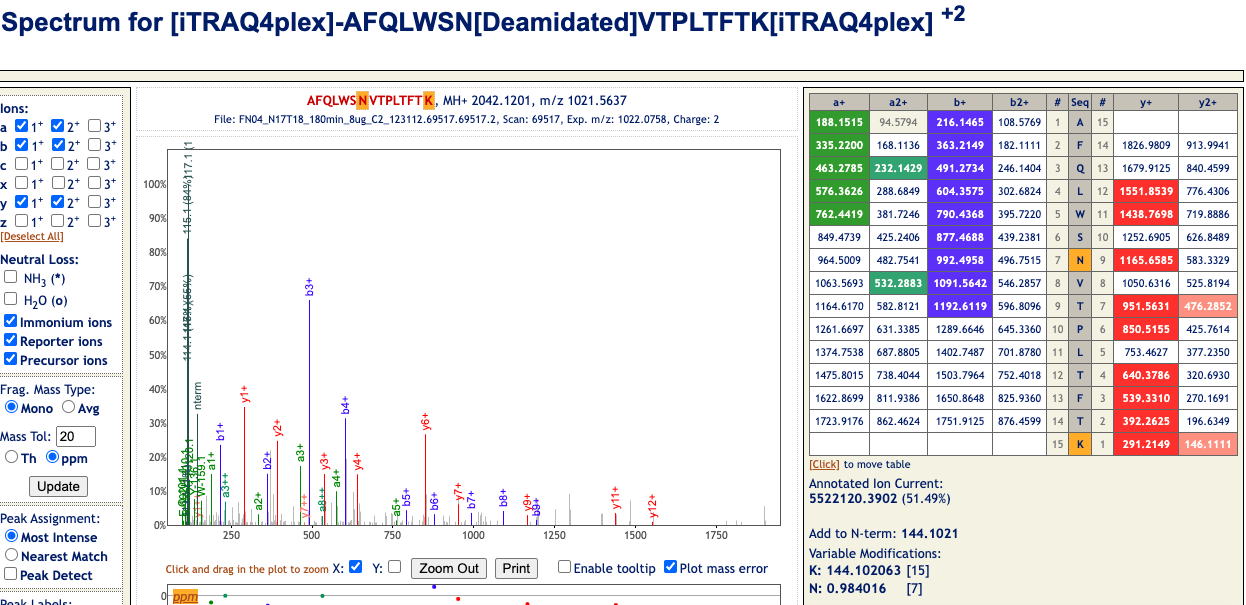 Spectrum for [iTRAQ4plex]-AFQLWSN[Deamidated]VTPLTFTK[iTRAQ4plex] +2
Ions:
a 1+ 2+ 3+
b 1+ 2+ 3+
c 1+ 2+ 3+
x 1+ 2+ 3+
y 1+ 2+ 3+
z 1+ 2+ 3+
[Deselect All]
Neutral Loss:
NH3 (*)
H2O (o)
Immonium ions
Reporter ions
Precursor ions
Frag. Mass Type:
Mono Avg
Mass Tol: 20
Th ppm
Update
Peak Assignment:
Most Intense
Nearest Match
Peak Detect
Peak Labels:
AFQLWSNVTPLTFTK, MH+ 2042.1201, m/z 1021.5637
File: FN04_N17T18_180min_8ug_C2_123112.69517.69517.2, Scan: 69517, Exp. m/z: 1022.0758, Charge: 2
100%
90%
80%
70%
60%
50%
40%
30%
20%
10%
0%
250 500 750 1000 1250 1500 1750
117.1 (1
115.1 (84%)
nterm
W-159.1
b1+
a1+
a3++
a2+
y1+
b2+
y2+
a3+
b3+
a8++
y3+
a4+
b4+
y4+
a5+
b5+
y6+
b6+
y7+
b7+
b8+
y9+
b9+
y11+
y12+
Click and drag in the plot to zoom X: Y: Zoom Out Print Enable tooltip Plot mass error
0
ppm
a+ a2+ b+ b2+ # Seq # y+ y2+
188.1515 94.5794 216.1465 108.5769 1 A 15
335.2200 168.1136 363.2149 182.1111 2 F 14 1826.9809 913.9941
463.2785 232.1429 491.2734 246.1404 3 Q 13 1679.9125 840.4599
576.3626 288.6849 604.3575 302.6824 4 L 12 1551.8539 776.4306
762.4419 381.7246 790.4368 395.7220 5 W 11 1438.7698 719.8886
849.4739 425.2406 877.4688 439.2381 6 S 10 1252.6905 626.8489
964.5009 482.7541 992.4958 496.7515 7 N 9 1165.6585 583.3329
1063.5693 532.2883 1091.5642 546.2857 8 V 8 1050.6316 525.8194
1164.6170 582.8121 1192.6119 596.8096 9 T 7 951.5631 476.2852
1261.6697 631.3385 1289.6646 645.3360 10 P 6 850.5155 425.7614
1374.7538 687.8805 1402.7487 701.8780 11 L 5 753.4627 377.2350
1475.8015 738.4044 1503.7964 752.4018 12 T 4 640.3786 320.6930
1622.8699 811.9386 1650.8648 825.9360 13 F 3 539.3310 270.1691
1723.9176 862.4624 1751.9125 876.4599 14 T 2 392.2625 196.6349
15 K 1 291.2149 146.1111
[Click] to move table
Annotated Ion Current:
5522120.3902 (51.49%)
Add to N-term: 144.1021
Variable Modifications:
K: 144.102063 [15]
N: 0.984016 [7]